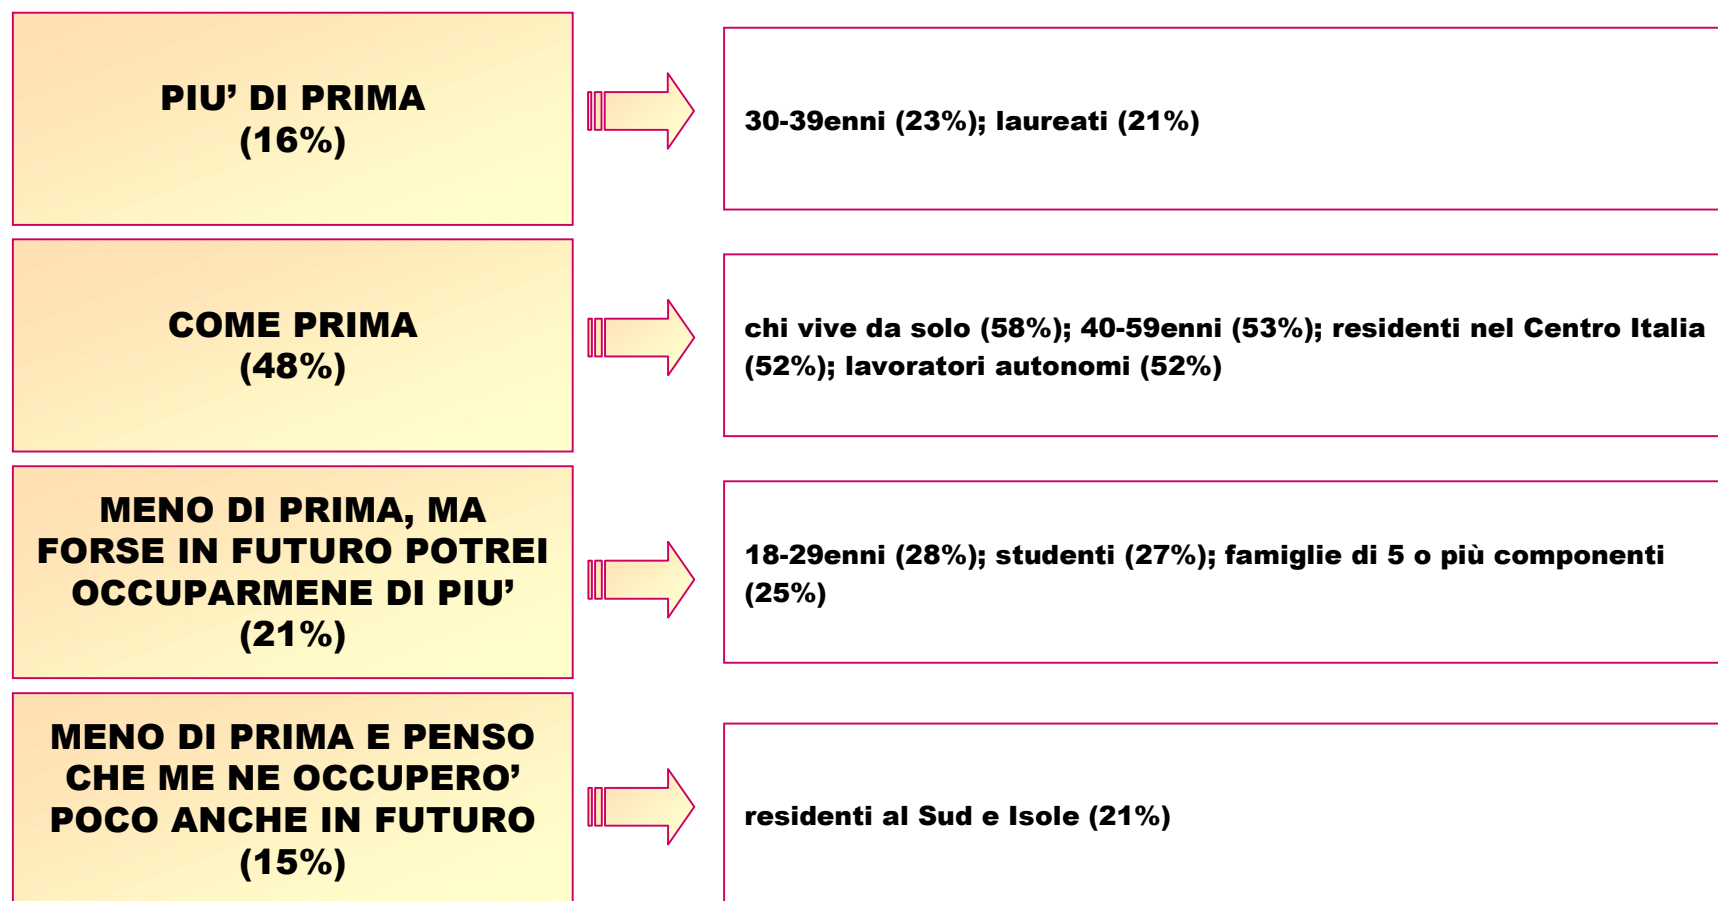 PIU’ DI PRIMA
(16%)
30-39enni (23%); laureati (21%)
COME PRIMA
(48%)
chi vive da solo (58%); 40-59enni (53%); residenti nel Centro Italia
(52%); lavoratori autonomi (52%)
MENO DI PRIMA, MA
FORSE IN FUTURO POTREI
OCCUPARMENE DI PIU’
(21%)
18-29enni (28%); studenti (27%); famiglie di 5 o più componenti
(25%)
MENO DI PRIMA E PENSO
CHE ME NE OCCUPERO’
POCO ANCHE IN FUTURO
(15%)
residenti al Sud e Isole (21%)